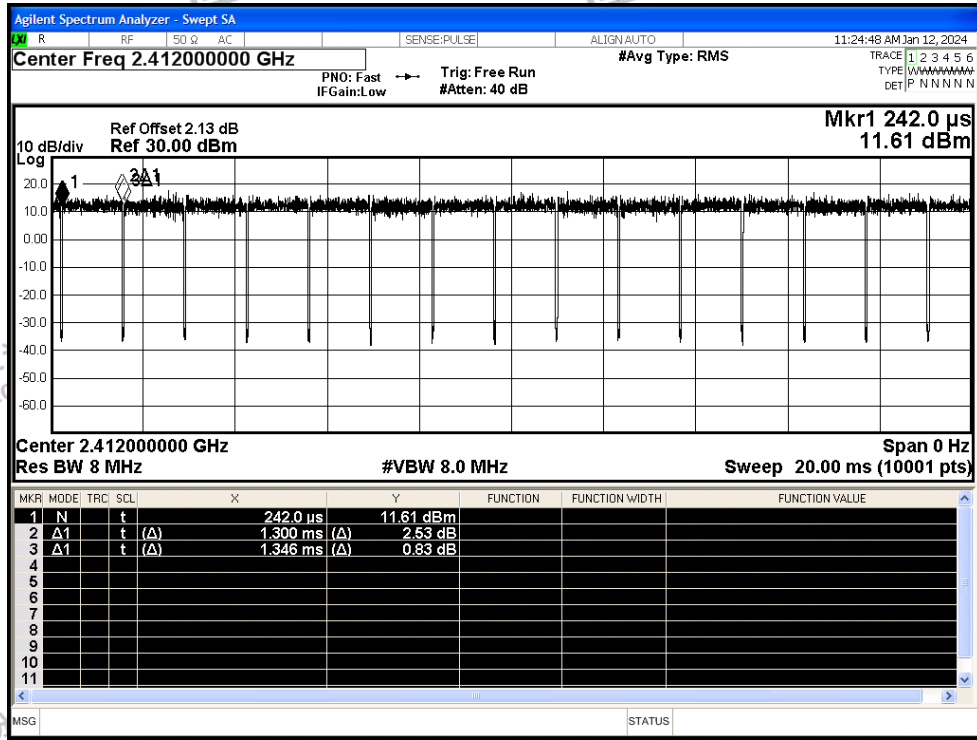 Agilent Spectrum Analyzer - Swept SA
LXI R RF 50 Ω AC SENSE:PULSE ALIGN AUTO 11:24:48 AM Jan 12, 2024
Center Freq 2.412000000 GHz #Avg Type: RMS TRACE 1 2 3 4 5 6
PNO: Fast Trig: Free Run TYPE WWWWWW
IFGain:Low #Atten: 40 dB DET P N N N N N
Mkr1 242.0 µs
Ref Offset 2.13 dB
10 dB/div Ref 30.00 dBm 11.61 dBm
Log
20.0
1 3Δ1
10.0
0.00
-10.0
-20.0
-30.0
-40.0
-50.0
-60.0
Center 2.412000000 GHz Span 0 Hz
Res BW 8 MHz #VBW 8.0 MHz Sweep 20.00 ms (10001 pts)
MKR MODE TRC SCL X Y FUNCTION FUNCTION WIDTH FUNCTION VALUE
1 N t 242.0 µs 11.61 dBm
2 Δ1 t (Δ) 1.300 ms (Δ) 2.53 dB
3 Δ1 t (Δ) 1.346 ms (Δ) 0.83 dB
4
5
6
7
8
9
10
11
MSG STATUS